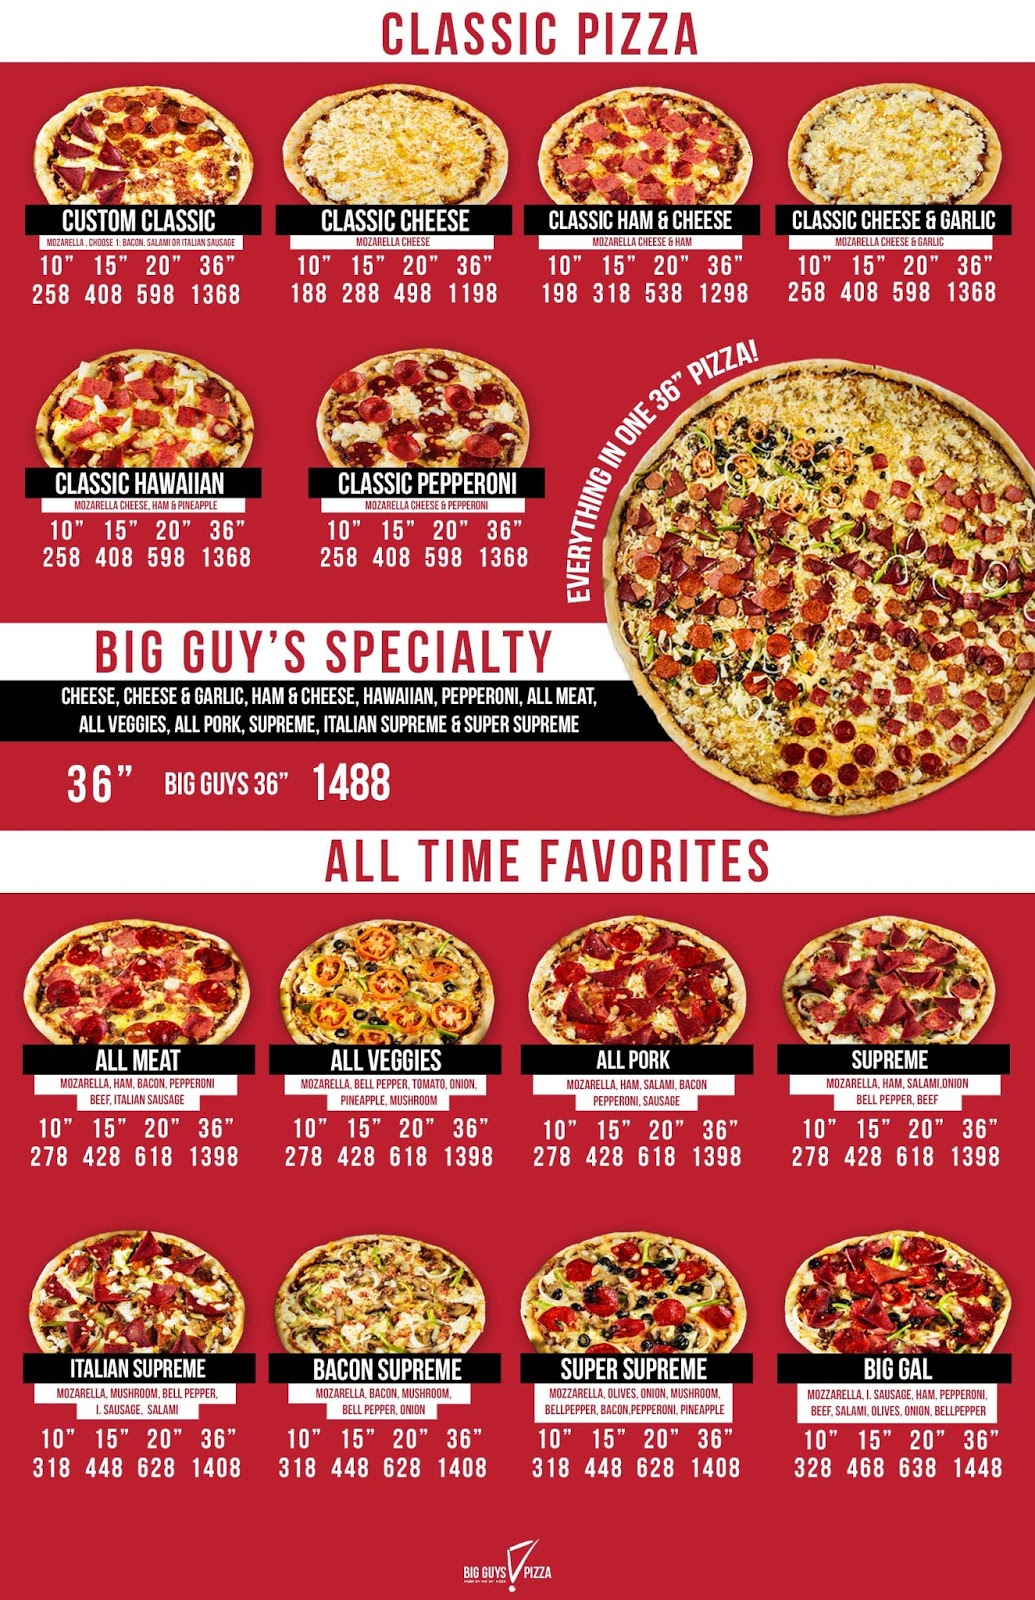 CLASSIC PIZZA
CUSTOM CLASSIC
MOZARELLA , CHOOSE 1: BACON, SALAMI OR ITALIAN SAUSAGE
10” 15” 20” 36”
258 408 598 1368
CLASSIC CHEESE
MOZARELLA CHEESE
10” 15” 20” 36”
188 288 498 1198
CLASSIC HAM & CHEESE
MOZARELLA CHEESE & HAM
10” 15” 20” 36”
198 318 538 1298
CLASSIC CHEESE & GARLIC
MOZARELLA CHEESE & GARLIC
10” 15” 20” 36”
258 408 598 1368
CLASSIC HAWAIIAN
MOZARELLA CHEESE, HAM & PINEAPPLE
10” 15” 20” 36”
258 408 598 1368
CLASSIC PEPPERONI
MOZARELLA CHEESE & PEPPERONI
10” 15” 20” 36”
258 408 598 1368
EVERYTHING IN ONE 36” PIZZA!
BIG GUY’S SPECIALTY
CHEESE, CHEESE & GARLIC, HAM & CHEESE, HAWAIIAN, PEPPERONI, ALL MEAT,
ALL VEGGIES, ALL PORK, SUPREME, ITALIAN SUPREME & SUPER SUPREME
36” BIG GUYS 36” 1488
ALL TIME FAVORITES
ALL MEAT
MOZARELLA, HAM, BACON, PEPPERONI
BEEF, ITALIAN SAUSAGE
10” 15” 20” 36”
278 428 618 1398
ALL VEGGIES
MOZARELLA, BELL PEPPER, TOMATO, ONION,
PINEAPPLE, MUSHROOM
10” 15” 20” 36”
278 428 618 1398
ALL PORK
MOZARELLA, HAM, SALAMI, BACON
PEPPERONI, SAUSAGE
10” 15” 20” 36”
278 428 618 1398
SUPREME
MOZARELLA, HAM, SALAMI,ONION
BELL PEPPER, BEEF
10” 15” 20” 36”
278 428 618 1398
ITALIAN SUPREME
MOZARELLA, MUSHROOM, BELL PEPPER,
I. SAUSAGE, SALAMI
10” 15” 20” 36”
318 448 628 1408
BACON SUPREME
MOZARELLA, BACON, MUSHROOM,
BELL PEPPER, ONION
10” 15” 20” 36”
318 448 628 1408
SUPER SUPREME
MOZZARELLA, OLIVES, ONION, MUSHROOM,
BELLPEPPER, BACON,PEPPERONI, PINEAPPLE
10” 15” 20” 36”
318 448 628 1408
BIG GAL
MOZZARELLA, I. SAUSAGE, HAM, PEPPERONI,
BEEF, SALAMI, OLIVES, ONION, BELLPEPPER
10” 15” 20” 36”
328 468 638 1448
BIG GUYS PIZZA
HOME OF THE 36" PIZZA